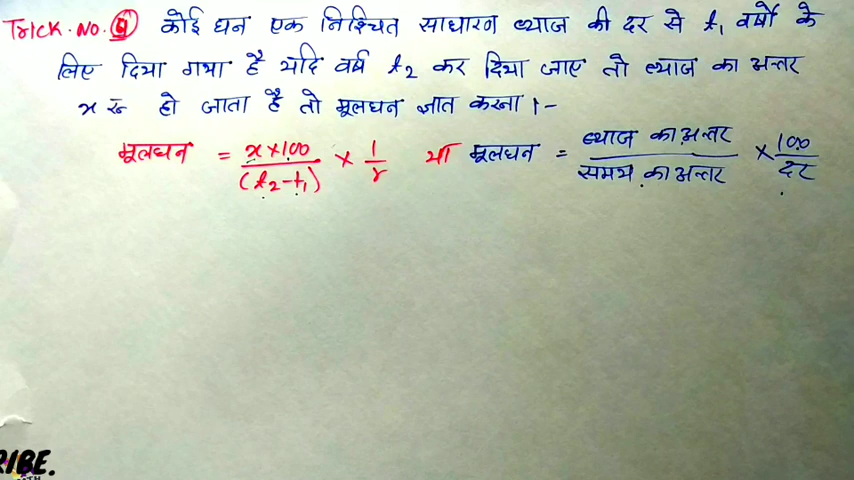 Trick.No. 9 कोई धन एक निश्चित साधारण ब्याज की दर से t₁ वर्षों के
लिए दिया गया है यदि वर्ष t₂ कर दिया जाए तो ब्याज का अन्तर
x रू हो जाता है तो मूलधन ज्ञात करना ।-
मूलधन = x×100/(t₂-t₁) × 1/r या मूलधन = ब्याज का अन्तर/समय का अन्तर × 100/दर
RIBE.